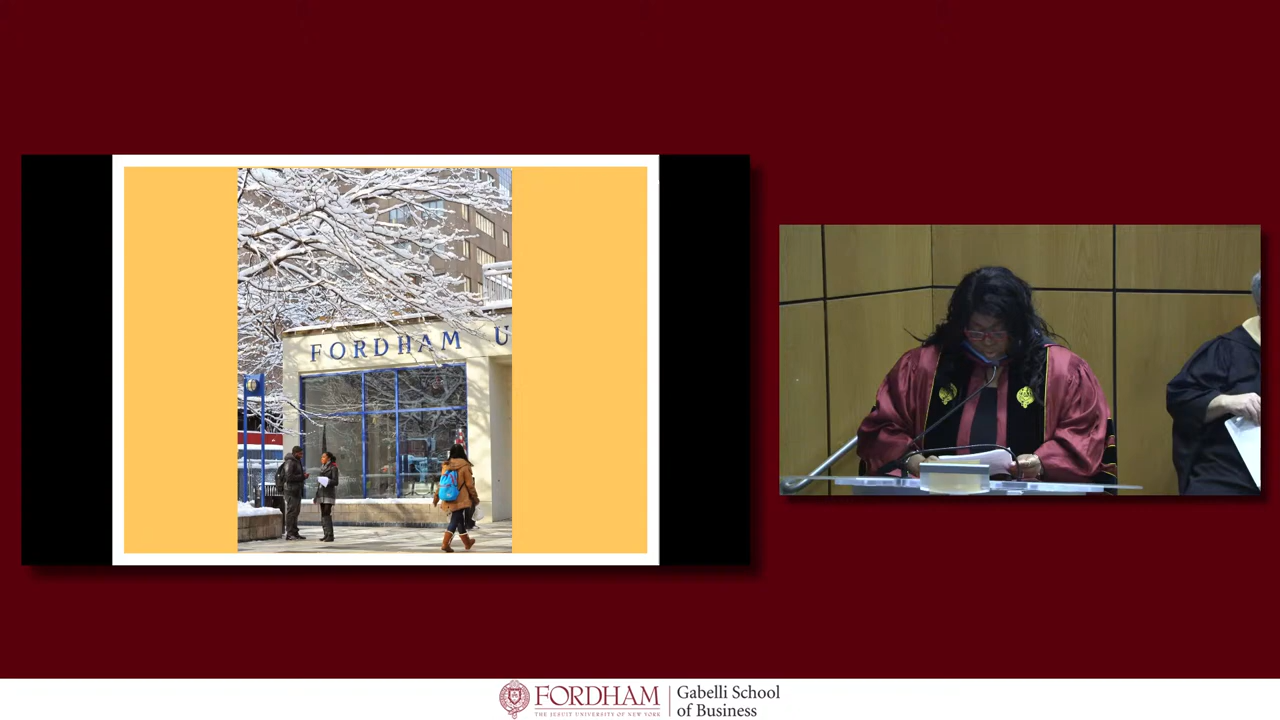 FORDHAM U
FORDHAM
THE JESUIT UNIVERSITY OF NEW YORK
Gabelli School
of Business